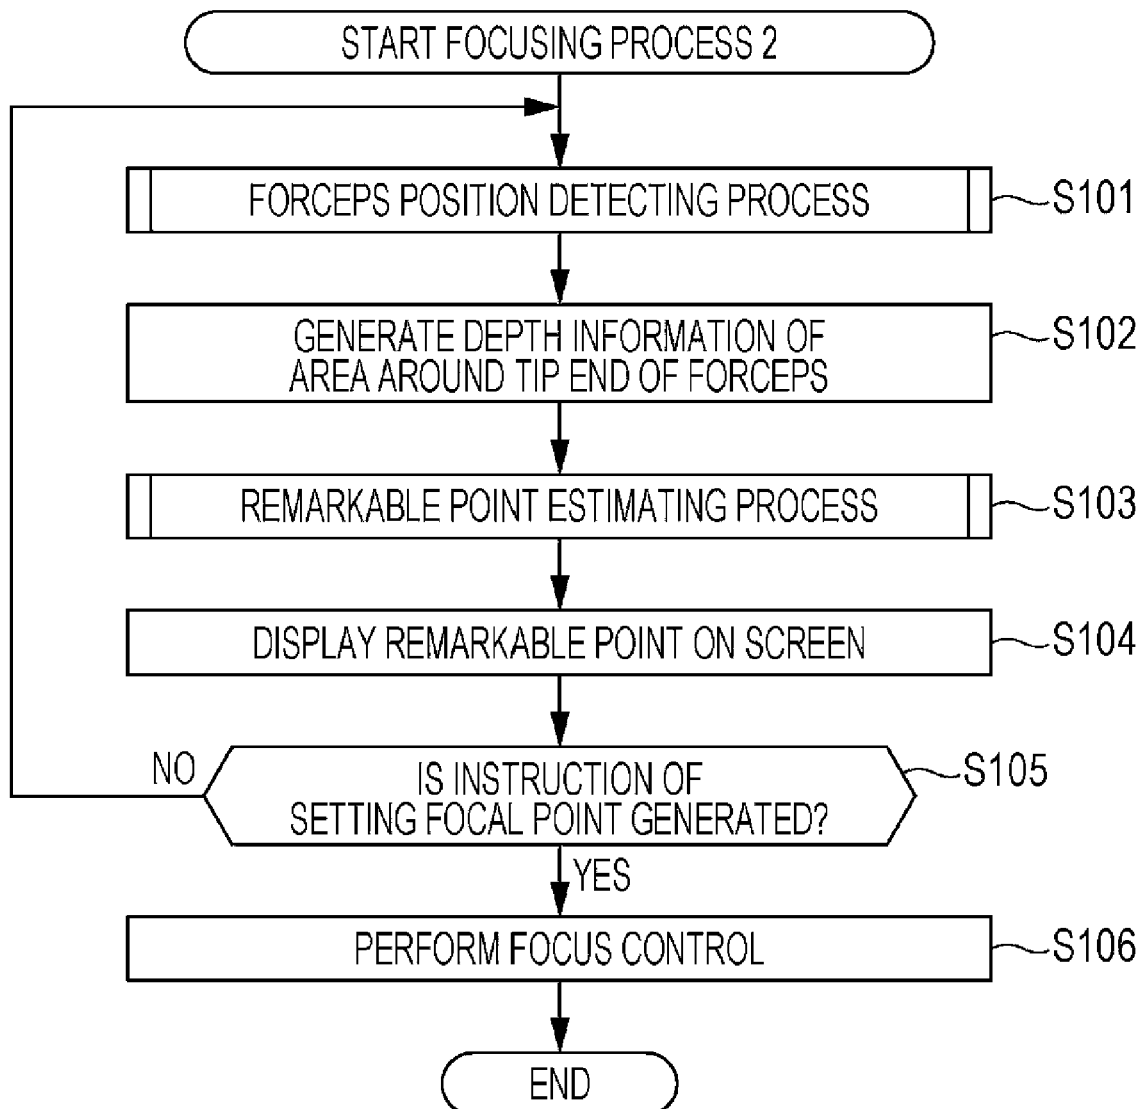 START FOCUSING PROCESS 2
FORCEPS POSITION DETECTING PROCESS
S101
GENERATE DEPTH INFORMATION OF
AREA AROUND TIP END OF FORCEPS
S102
REMARKABLE POINT ESTIMATING PROCESS
S103
DISPLAY REMARKABLE POINT ON SCREEN
S104
NO
IS INSTRUCTION OF
SETTING FOCAL POINT GENERATED?
S105
YES
PERFORM FOCUS CONTROL
S106
END